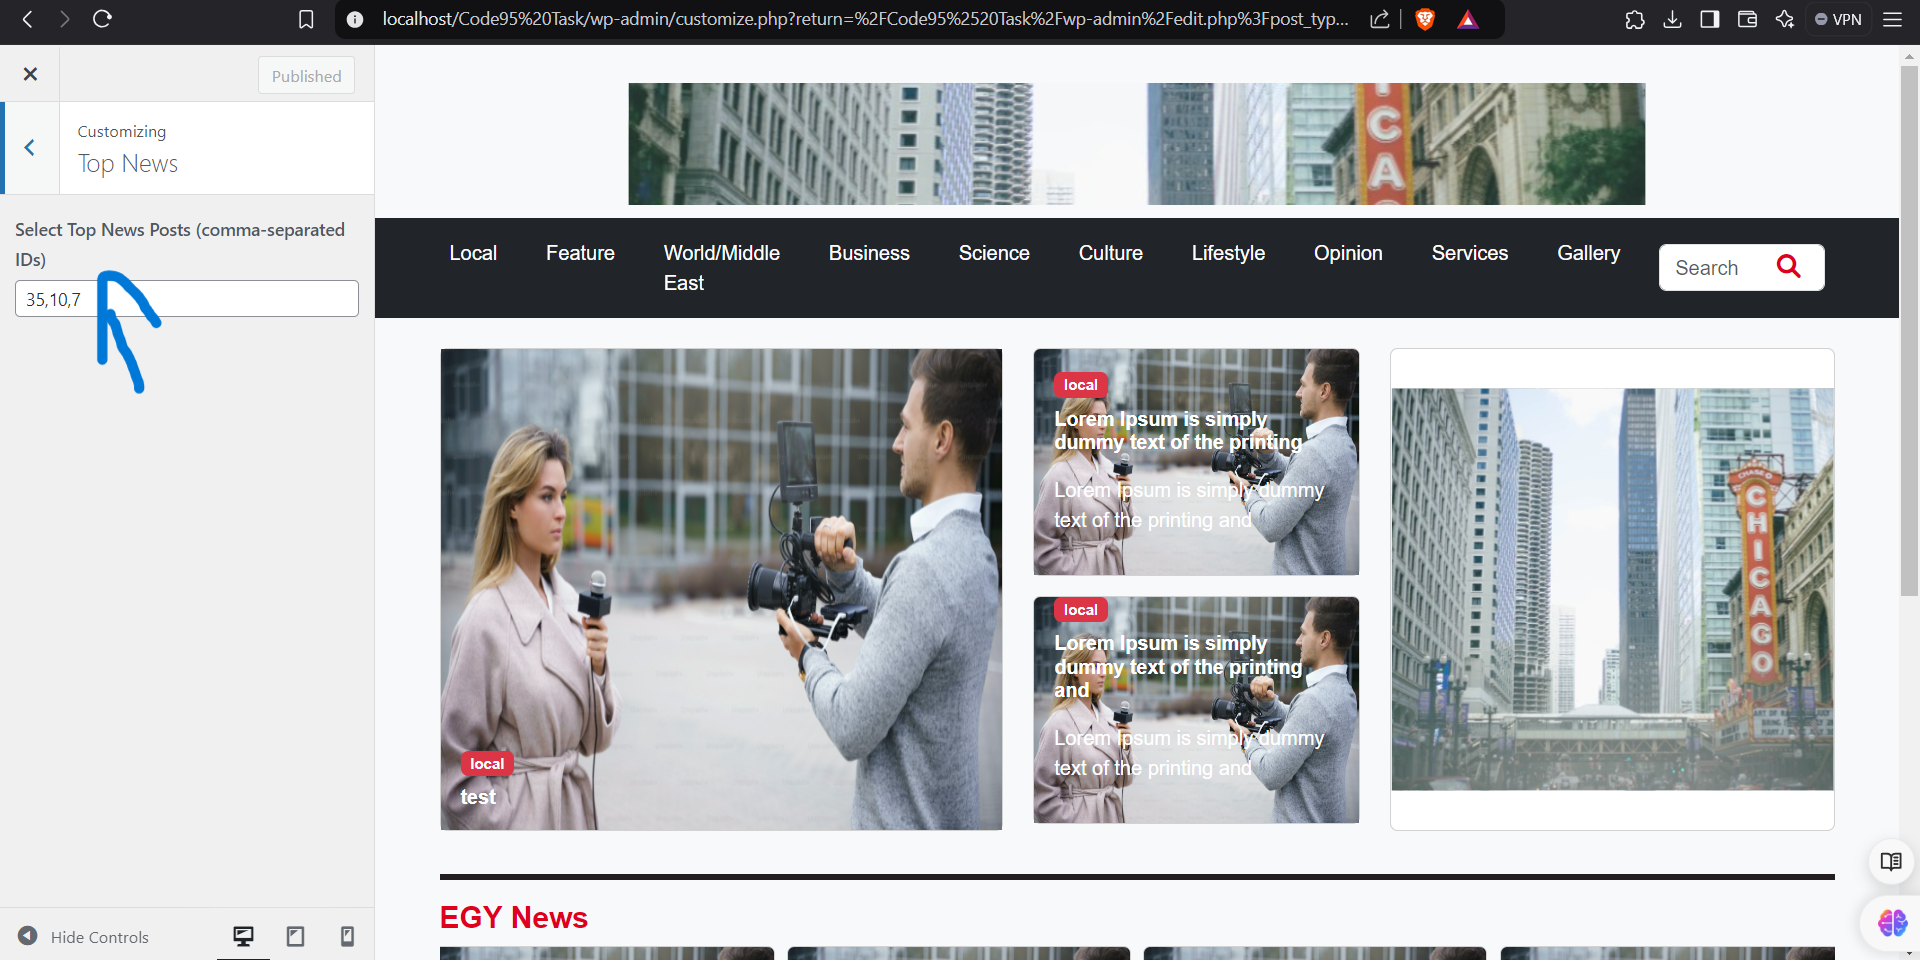 localhost/Code95%20Task/wp-admin/customize.php?return=%2FCode95%2520Task%2Fwp-admin%2Fedit.php%3Fpost_typ...
VPN
Published
Customizing
Top News
Select Top News Posts (comma-separated
IDs)
35,10,7
Hide Controls
CHICA
Local
Feature
World/Middle
East
Business
Science
Culture
Lifestyle
Opinion
Services
Gallery
Search
local
test
local
Lorem Ipsum is simply
dummy text of the printing
Lorem Ipsum is simply dummy
text of the printing and
local
Lorem Ipsum is simply
dummy text of the printing
and
Lorem Ipsum is simply dummy
text of the printing and
CHICAGO
EGY News